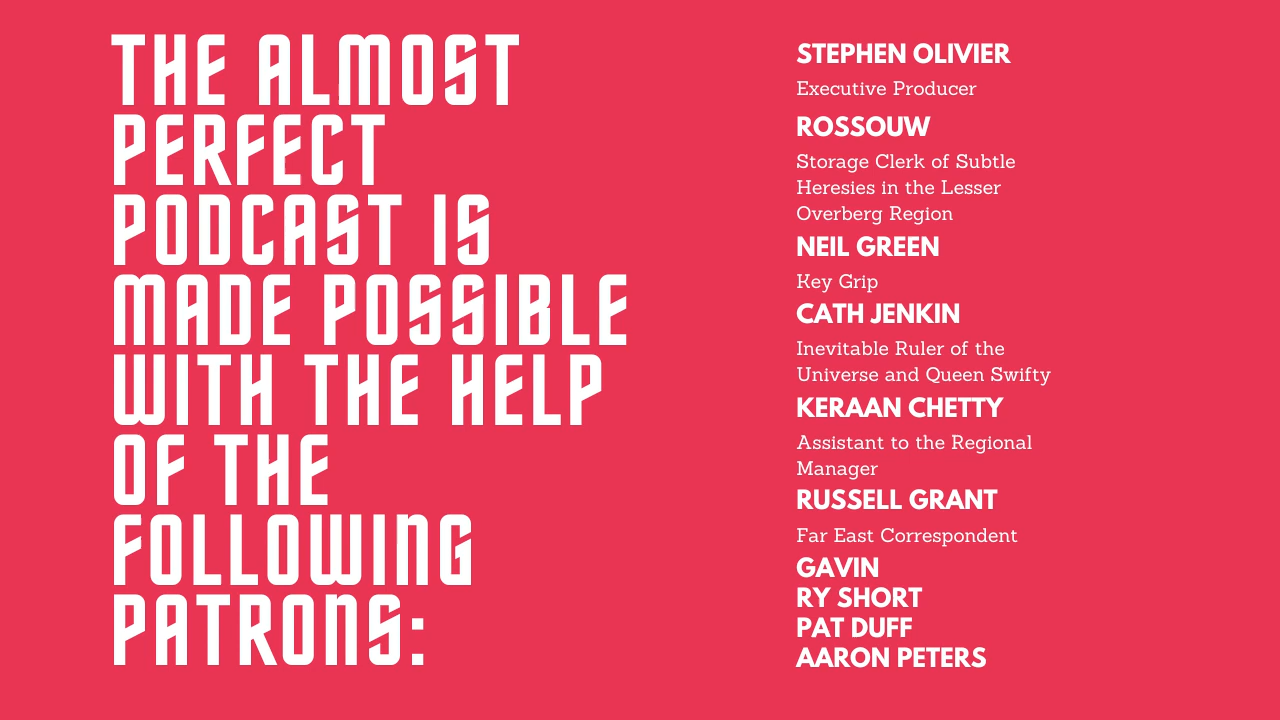 THE ALMOST
PERFECT
PODCAST IS
MADE POSSIBLE
WITH THE HELP
OF THE
FOLLOWING
PATRONS:
STEPHEN OLIVIER
Executive Producer
ROSSOUW
Storage Clerk of Subtle
Heresies in the Lesser
Overberg Region
NEIL GREEN
Key Grip
CATH JENKIN
Inevitable Ruler of the
Universe and Queen Swifty
KERAAN CHETTY
Assistant to the Regional
Manager
RUSSELL GRANT
Far East Correspondent
GAVIN
RY SHORT
PAT DUFF
AARON PETERS